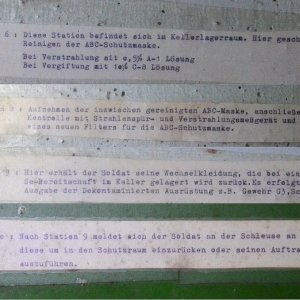 6 : Diese Station befindet sich im Kellerlagerraum. Hier gesch
Reinigen der ABC-Schutzmaske.
Bei Verstrahlung mit o,5% A-1 Lösung
Bei Vergiftung mit 10% C-8 Lösung
: Aufnehmen der inzwischen gereinigten ABC-Maske, anschließe
Kontrolle mit Strahlenspür- und Verstrahlungsmeßgerät und
eines neuen Filters für die ABC-Schutzmaske.
9 : Hier erhält der Soldat seine Wechselkleidung, die bei ein
Se-Bereitschaft im Keller gelagert wird zurück. Es erfolgt
Ausgabe der Dekontaminierten Ausrüstung z.B. Gewehr G3, Sc
: Nach Station 9 meldet sich der Soldat an der Schleuse an
diese um in den Schutzraum einzurücken oder seinen Auftra
auszuführen.